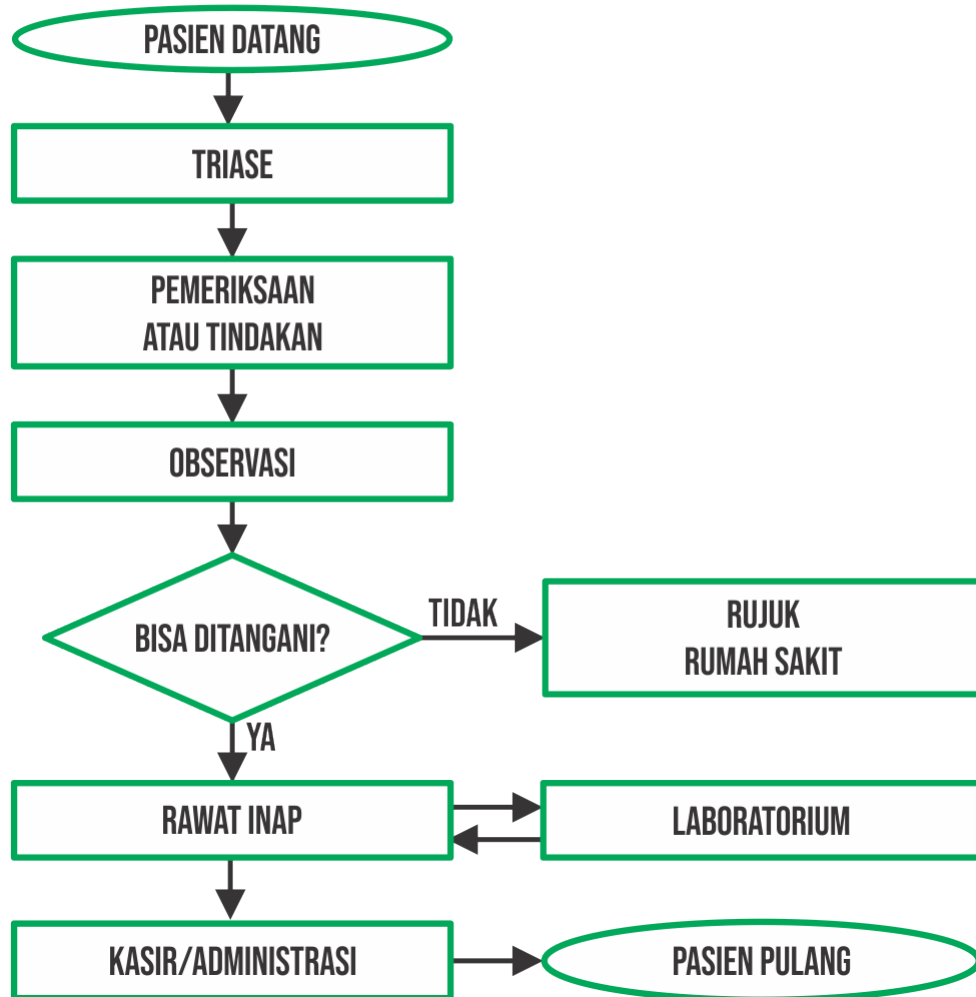 PASIEN DATANG
TRIASE
PEMERIKSAAN
ATAU TINDAKAN
OBSERVASI
BISA DITANGANI?
TIDAK
RUJUK
RUMAH SAKIT
YA
RAWAT INAP
LABORATORIUM
KASIR/ADMINISTRASI
PASIEN PULANG